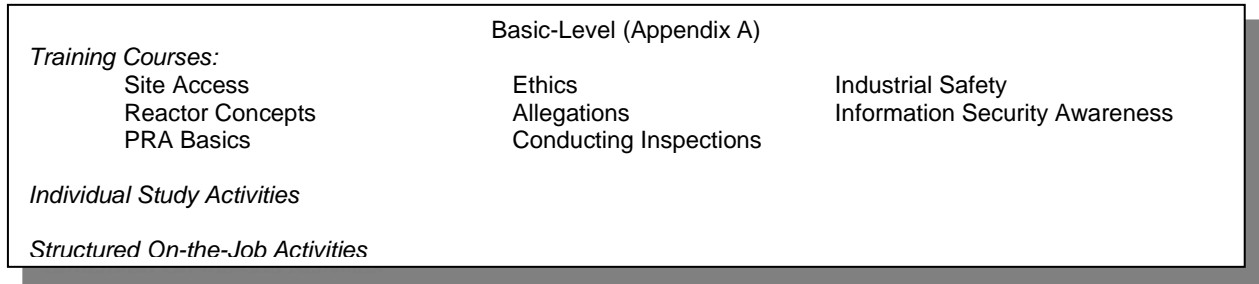 Basic-Level (Appendix A)
Training Courses:
Site Access Ethics Industrial Safety
Reactor Concepts Allegations Information Security Awareness
PRA Basics Conducting Inspections
Individual Study Activities
Structured On-the-Job Activities